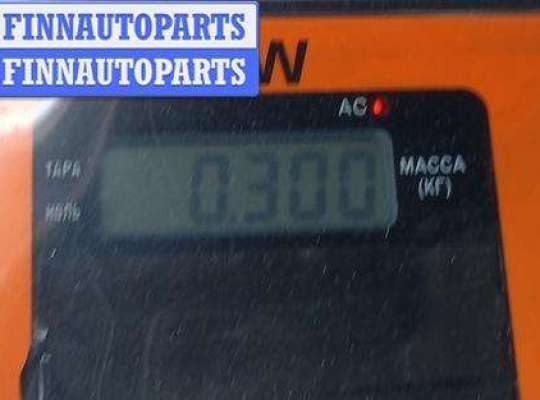 FINNAUTOPARTS
FINNAUTOPARTS
W
AC
ТАРА
0.300
МАССА
(КГ)
НОЛЬ